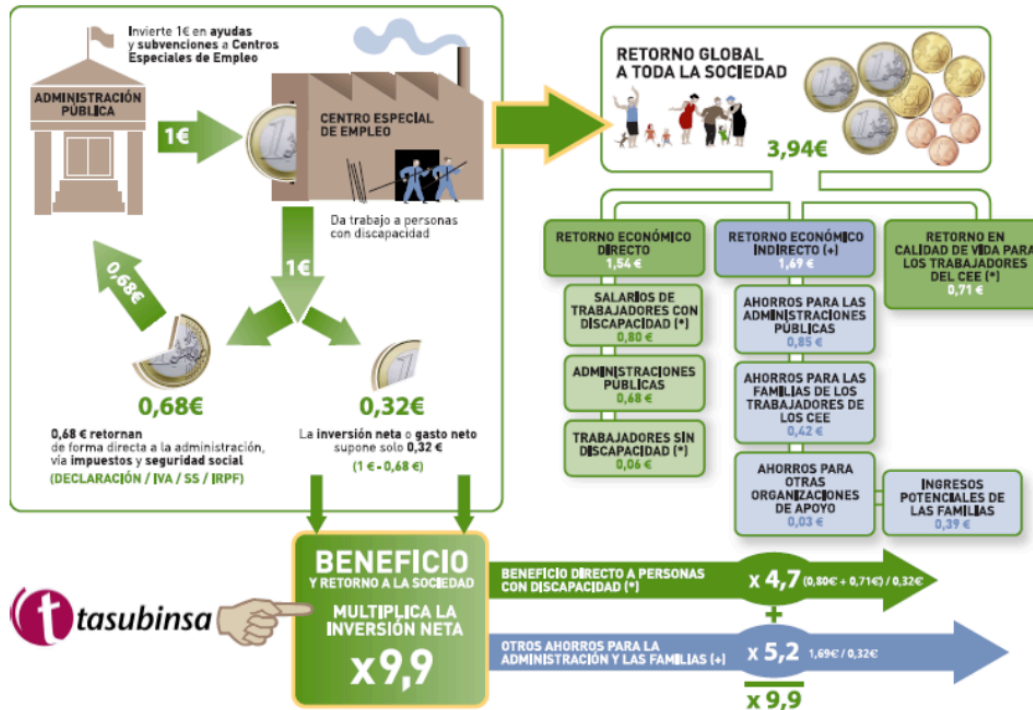 Invierte 1€ en ayudas
y subvenciones a Centros
Especiales de Empleo
ADMINISTRACIÓN
PÚBLICA
1€
CENTRO ESPECIAL
DE EMPLEO
Da trabajo a personas
con discapacidad
1€
0,68€
0,68€
0,68 € retornan
de forma directa a la administración,
vía impuestos y seguridad social
(DECLARACIÓN / IVA / SS / IRPF)
0,32€
La inversión neta o gasto neto
supone solo 0,32 €
(1 € - 0,68 €)
RETORNO GLOBAL
A TODA LA SOCIEDAD
3,94€
RETORNO ECONÓMICO
DIRECTO
1,54 €
SALARIOS DE
TRABAJADORES CON
DISCAPACIDAD (*)
0,80 €
ADMINISTRACIONES
PÚBLICAS
0,68 €
TRABAJADORES SIN
DISCAPACIDAD (*)
0,06 €
RETORNO ECONÓMICO
INDIRECTO (+)
1,69 €
AHORROS PARA LAS
ADMINISTRACIONES
PÚBLICAS
0,85 €
AHORROS PARA LAS
FAMILIAS DE LOS
TRABAJADORES DE
LOS CEE
0,42 €
AHORROS PARA
OTRAS
ORGANIZACIONES
DE APOYO
0,03 €
INGRESOS
POTENCIALES DE
LAS FAMILIAS
0,39 €
RETORNO EN
CALIDAD DE VIDA PARA
LOS TRABAJADORES
DEL CEE (*)
0,71 €
tasubinsa
BENEFICIO
Y RETORNO A LA SOCIEDAD
MULTIPLICA LA
INVERSIÓN NETA
x9,9
BENEFICIO DIRECTO A PERSONAS
CON DISCAPACIDAD (*)
x 4,7 (0,80€ + 0,71€) / 0,32€
+
OTROS AHORROS PARA LA
ADMINISTRACIÓN Y LAS FAMILIAS (+)
x 5,2 1,69€ / 0,32€
x 9,9